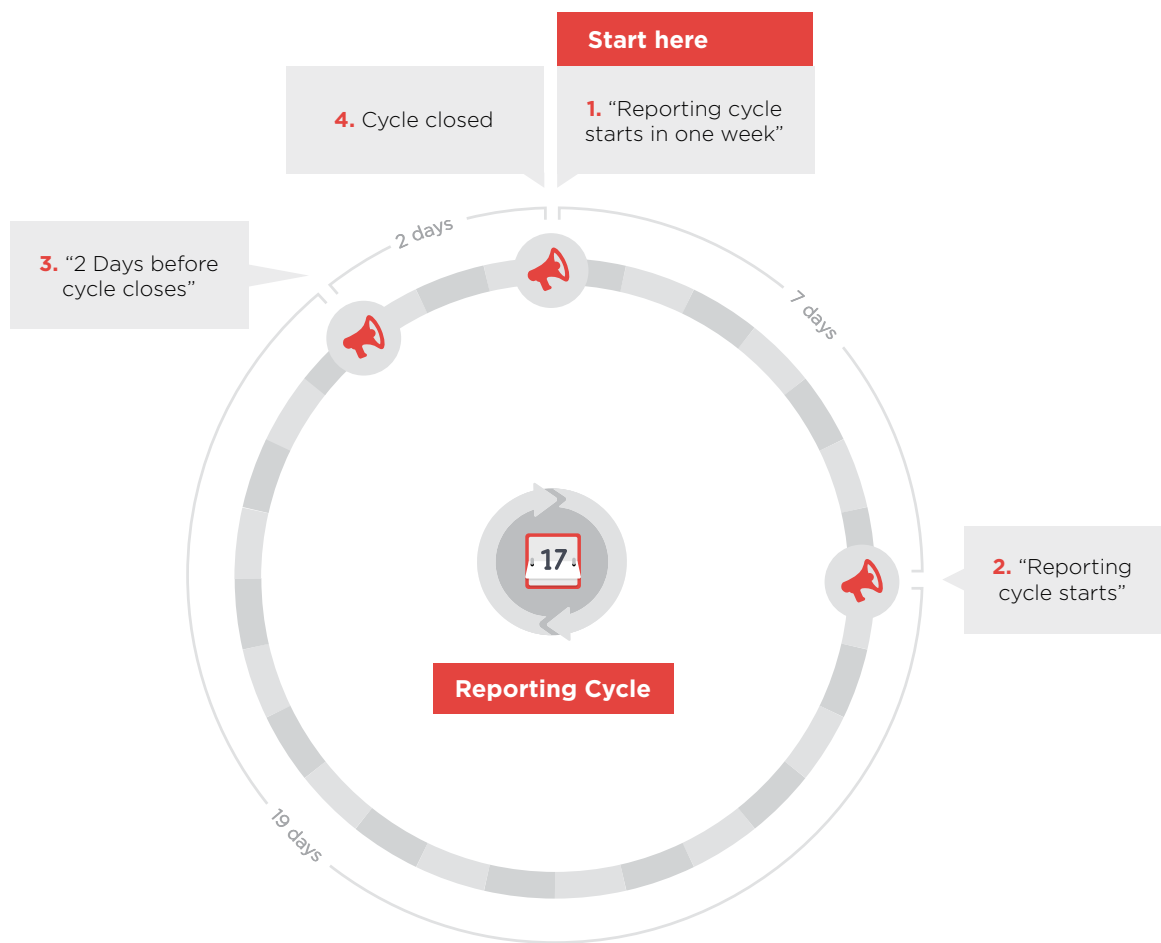 Start here
4. Cycle closed
1. “Reporting cycle
starts in one week”
2 days
3. “2 Days before
cycle closes”
7 days
17
2. “Reporting
cycle starts”
Reporting Cycle
19 days